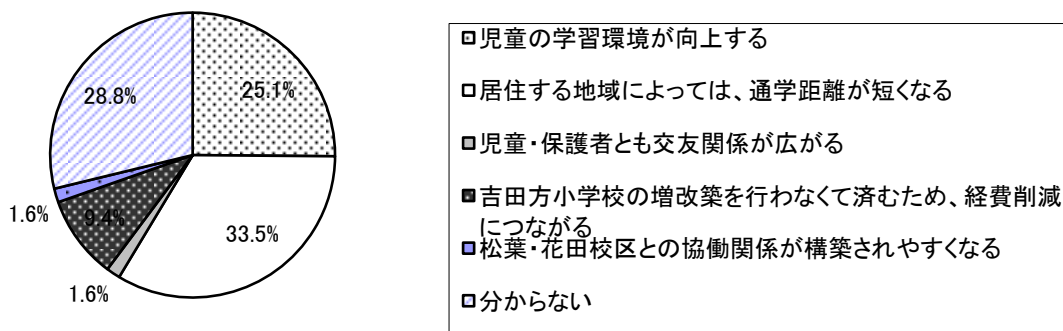 25.1%
33.5%
1.6%
9.4%
1.6%
28.8%
児童の学習環境が向上する
居住する地域によっては、通学距離が短くなる
児童・保護者とも交友関係が広がる
吉田方小学校の増改築を行わなくて済むため、経費削減
につながる
松葉・花田校区との協働関係が構築されやすくなる
分からない